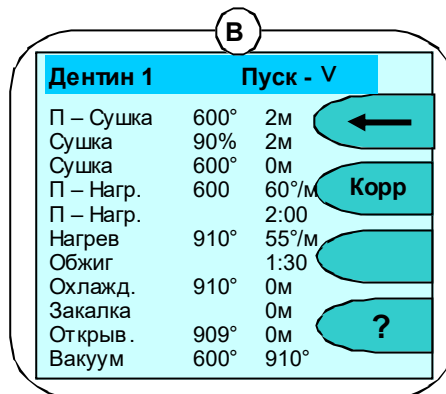 В
Дентин 1 Пуск - V
П – Сушка 600° 2м
Сушка 90% 2м
Сушка 600° 0м
П – Нагр. 600 60°/м
Корр
П – Нагр. 2:00
Нагрев 910° 55°/м
Обжиг 1:30
Охлажд. 910° 0м
Закалка 0м
?
Открыв. 909° 0м
Вакуум 600° 910°